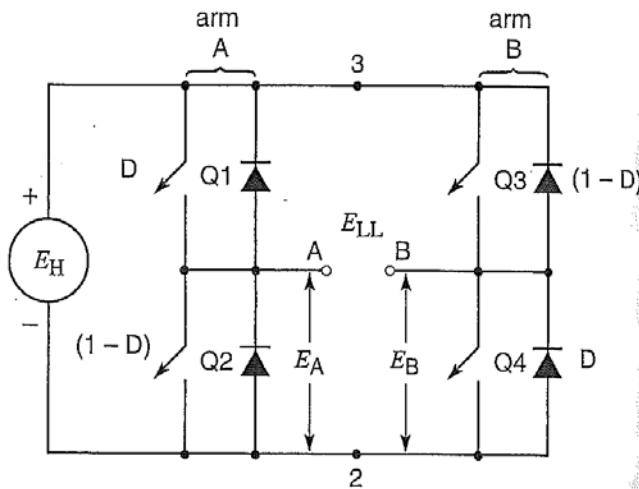 arm
A
arm
B
3
D
Q1
Q3
(1 – D)
+
E_H
–
A
E_LL
B
(1 – D)
Q2
E_A
E_B
Q4
D
2